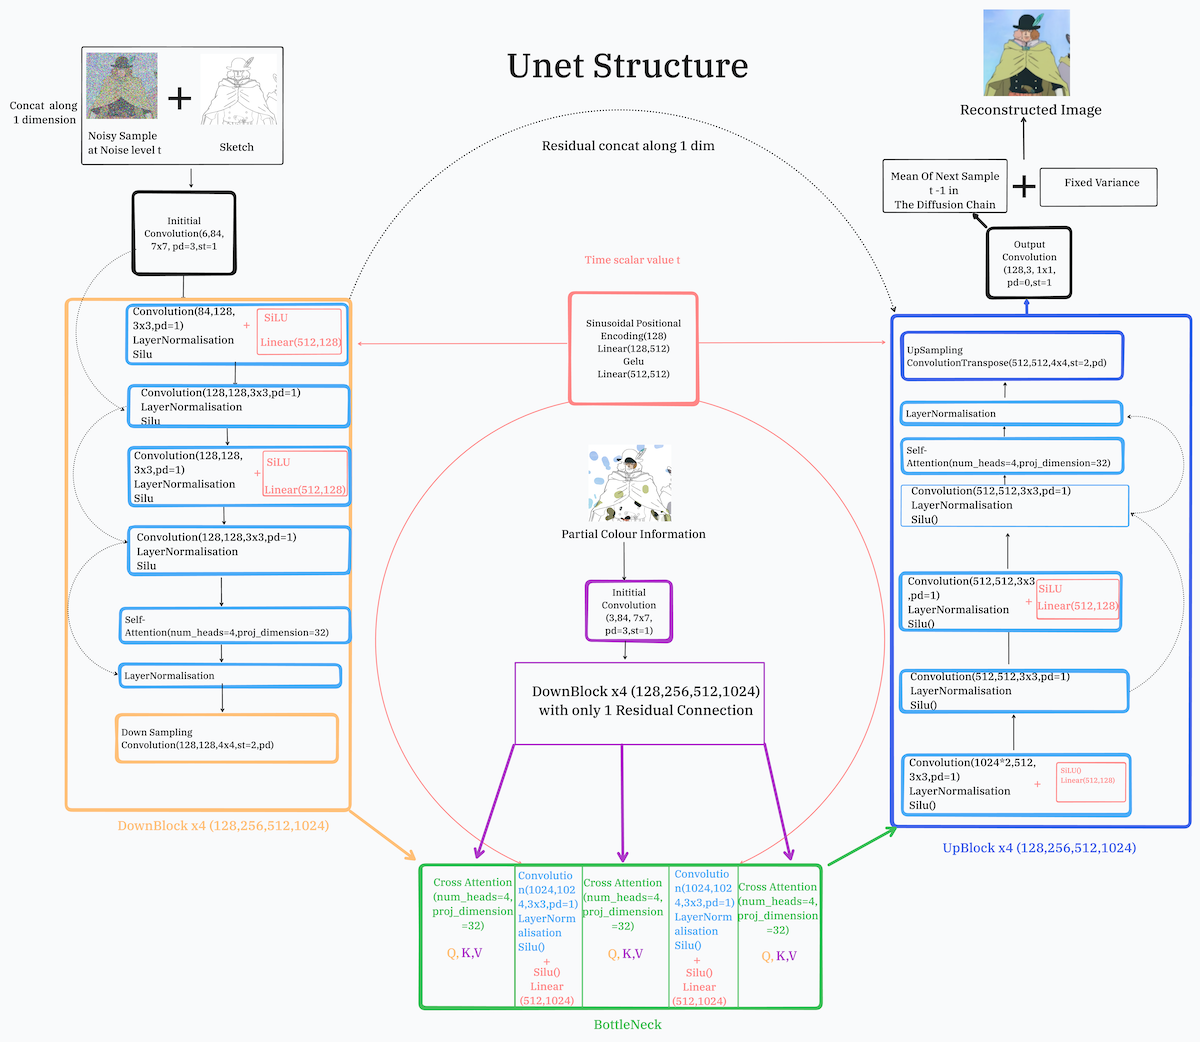 Unet Structure
Concat along
1 dimension
+
Noisy Sample
at Noise level t
Sketch
Inititial
Convolution(6,84,
7x7, pd=3,st=1
Convolution(84,128,
3x3,pd=1)
LayerNormalisation
Silu
+
SiLU
Linear(512,128)
Convolution(128,128,3x3,pd=1)
LayerNormalisation
Silu
Convolution(128,128,
3x3,pd=1)
LayerNormalisation
Silu
+
SiLU
Linear(512,128)
Convolution(128,128,3x3,pd=1)
LayerNormalisation
Silu
Self-
Attention(num_heads=4,proj_dimension=32)
LayerNormalisation
Down Sampling
Convolution(128,128,4x4,st=2,pd)
DownBlock x4 (128,256,512,1024)
Residual concat along 1 dim
Time scalar value t
Sinusoidal Positional
Encoding(128)
Linear(128,512)
Gelu
Linear(512,512)
Partial Colour Information
Inititial
Convolution
(3,84, 7x7,
pd=3,st=1)
DownBlock x4 (128,256,512,1024)
with only 1 Residual Connection
Cross Attention
(num_heads=4,
proj_dimension
=32)
Q, K,V
Convolutio
n(1024,102
4,3x3,pd=1)
LayerNorm
alisation
Silu()
+
Silu()
Linear
(512,1024)
Cross Attention
(num_heads=4,
proj_dimension
=32)
Q, K,V
Convolutio
n(1024,102
4,3x3,pd=1)
LayerNorm
alisation
Silu()
+
Silu()
Linear
(512,1024)
Cross Attention
(num_heads=4,
proj_dimension
=32)
Q, K,V
BottleNeck
Reconstructed Image
Mean Of Next Sample
t -1 in
The Diffusion Chain
+
Fixed Variance
Output
Convolution
(128,3, 1x1,
pd=0,st=1
UpSampling
ConvolutionTranspose(512,512,4x4,st=2,pd)
LayerNormalisation
Self-
Attention(num_heads=4,proj_dimension=32)
Convolution(512,512,3x3,pd=1)
LayerNormalisation
Silu()
Convolution(512,512,3x3
,pd=1)
LayerNormalisation
Silu()
+
SiLU
Linear(512,128)
Convolution(512,512,3x3,pd=1)
LayerNormalisation
Silu()
Convolution(1024*2,512,
3x3,pd=1)
LayerNormalisation
Silu()
+
SiLU()
Linear(512,128)
UpBlock x4 (128,256,512,1024)